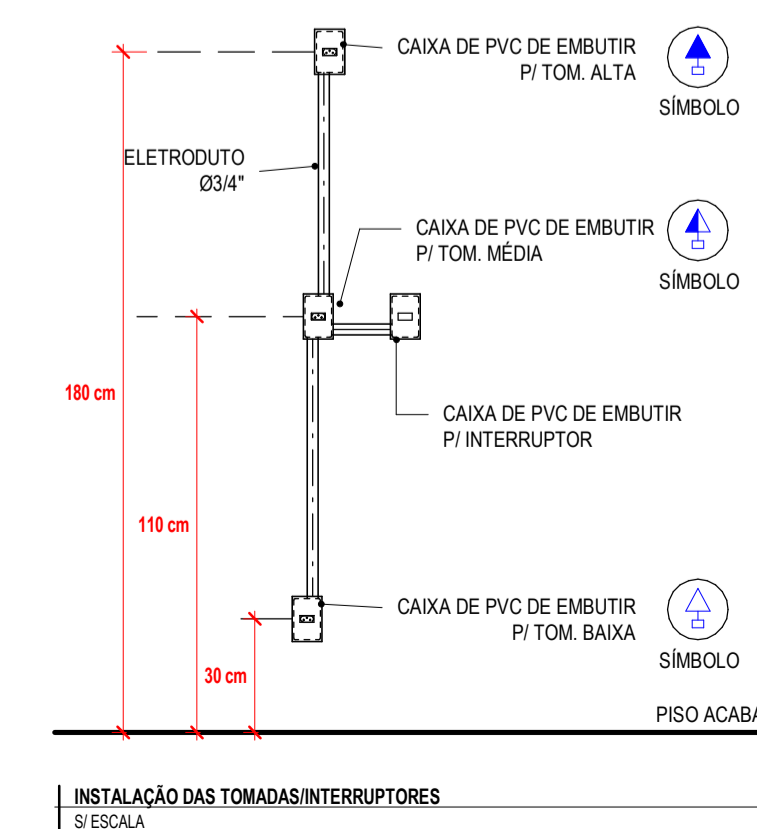 CAIXA DE PVC DE EMBUTIR
P/ TOM. ALTA
SÍMBOLO
ELETRODUTO
Ø3/4"
CAIXA DE PVC DE EMBUTIR
P/ TOM. MÉDIA
SÍMBOLO
180 cm
CAIXA DE PVC DE EMBUTIR
P/ INTERRUPTOR
110 cm
CAIXA DE PVC DE EMBUTIR
P/ TOM. BAIXA
SÍMBOLO
30 cm
PISO ACABA
INSTALAÇÃO DAS TOMADAS/INTERRUPTORES
S/ ESCALA